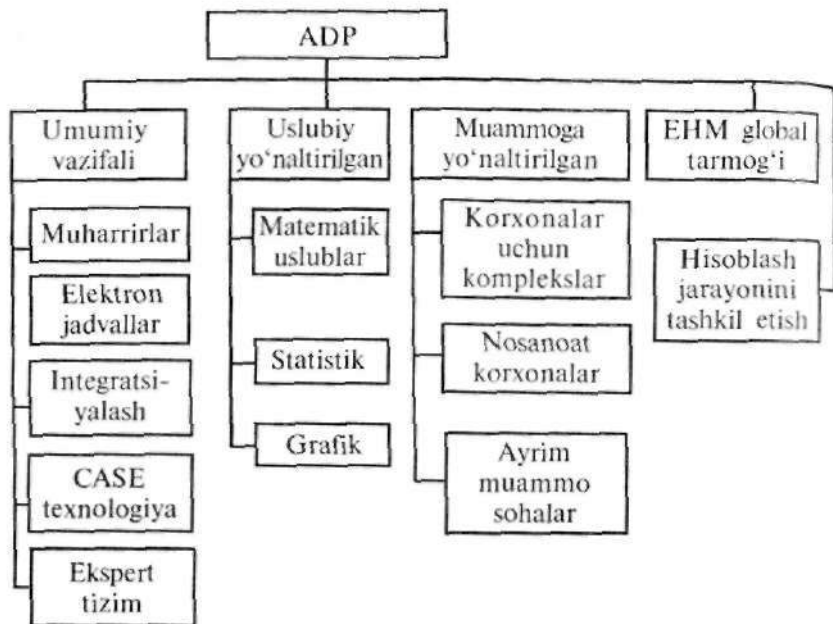 ADP
Umumiy
vazifali
Muharrirlar
Elektron
jadvallar
Integratsi-
yalash
CASE
texnologiya
Ekspert
tizim
Uslubiy
yo‘naltirilgan
Matematik
uslublar
Statistik
Grafik
Muammoga
yo‘naltirilgan
Korxonalar
uchun
komplekslar
Nosanoat
korxonalar
Ayrim
muammo
sohalar
EHM global
tarmog‘i
Hisoblash
jarayonini
tashkil etish